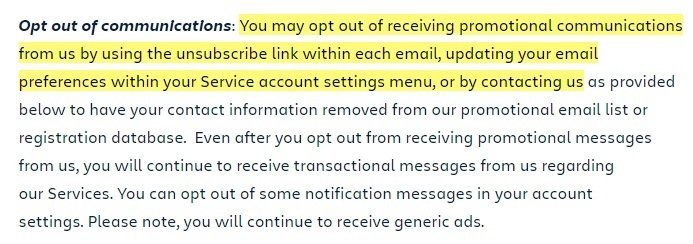 Opt out of communications: You may opt out of receiving promotional communications
from us by using the unsubscribe link within each email, updating your email
preferences within your Service account settings menu, or by contacting us as provided
below to have your contact information removed from our promotional email list or
registration database. Even after you opt out from receiving promotional messages
from us, you will continue to receive transactional messages from us regarding
our Services. You can opt out of some notification messages in your account
settings. Please note, you will continue to receive generic ads.